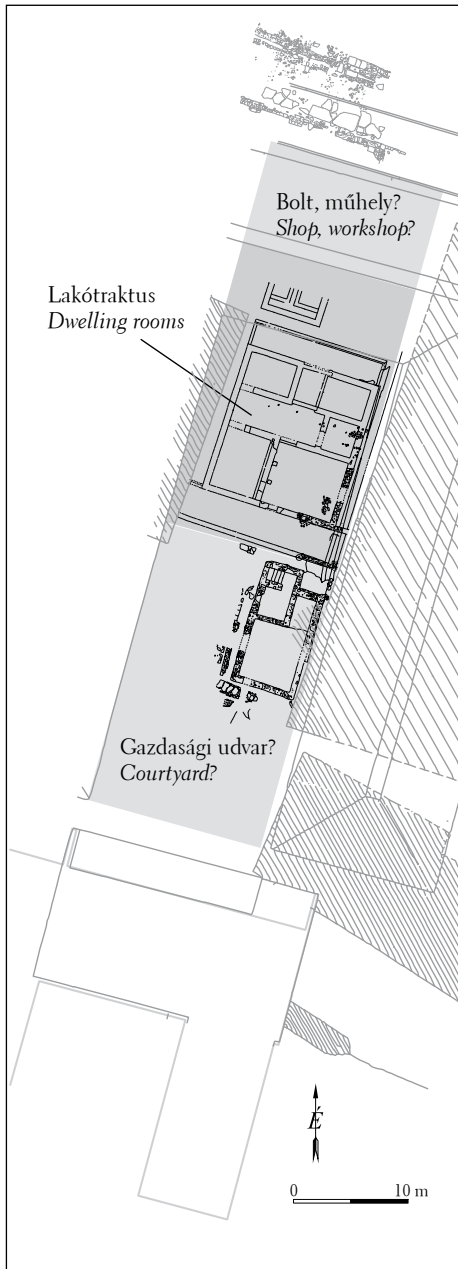 Bolt, műhely?
Shop, workshop?
Lakótraktus
Dwelling rooms
Gazdasági udvar?
Courtyard?
É
0 10 m